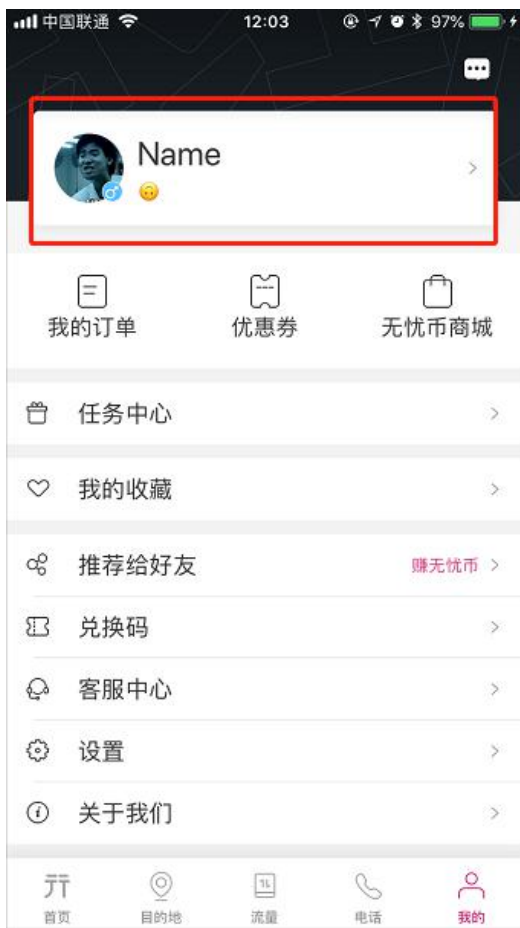 中国联通 12:03 97%
Name
我的订单 优惠券 无忧币商城
任务中心
我的收藏
推荐给好友 赚无忧币
兑换码
客服中心
设置
关于我们
首页 目的地 流量 电话 我的